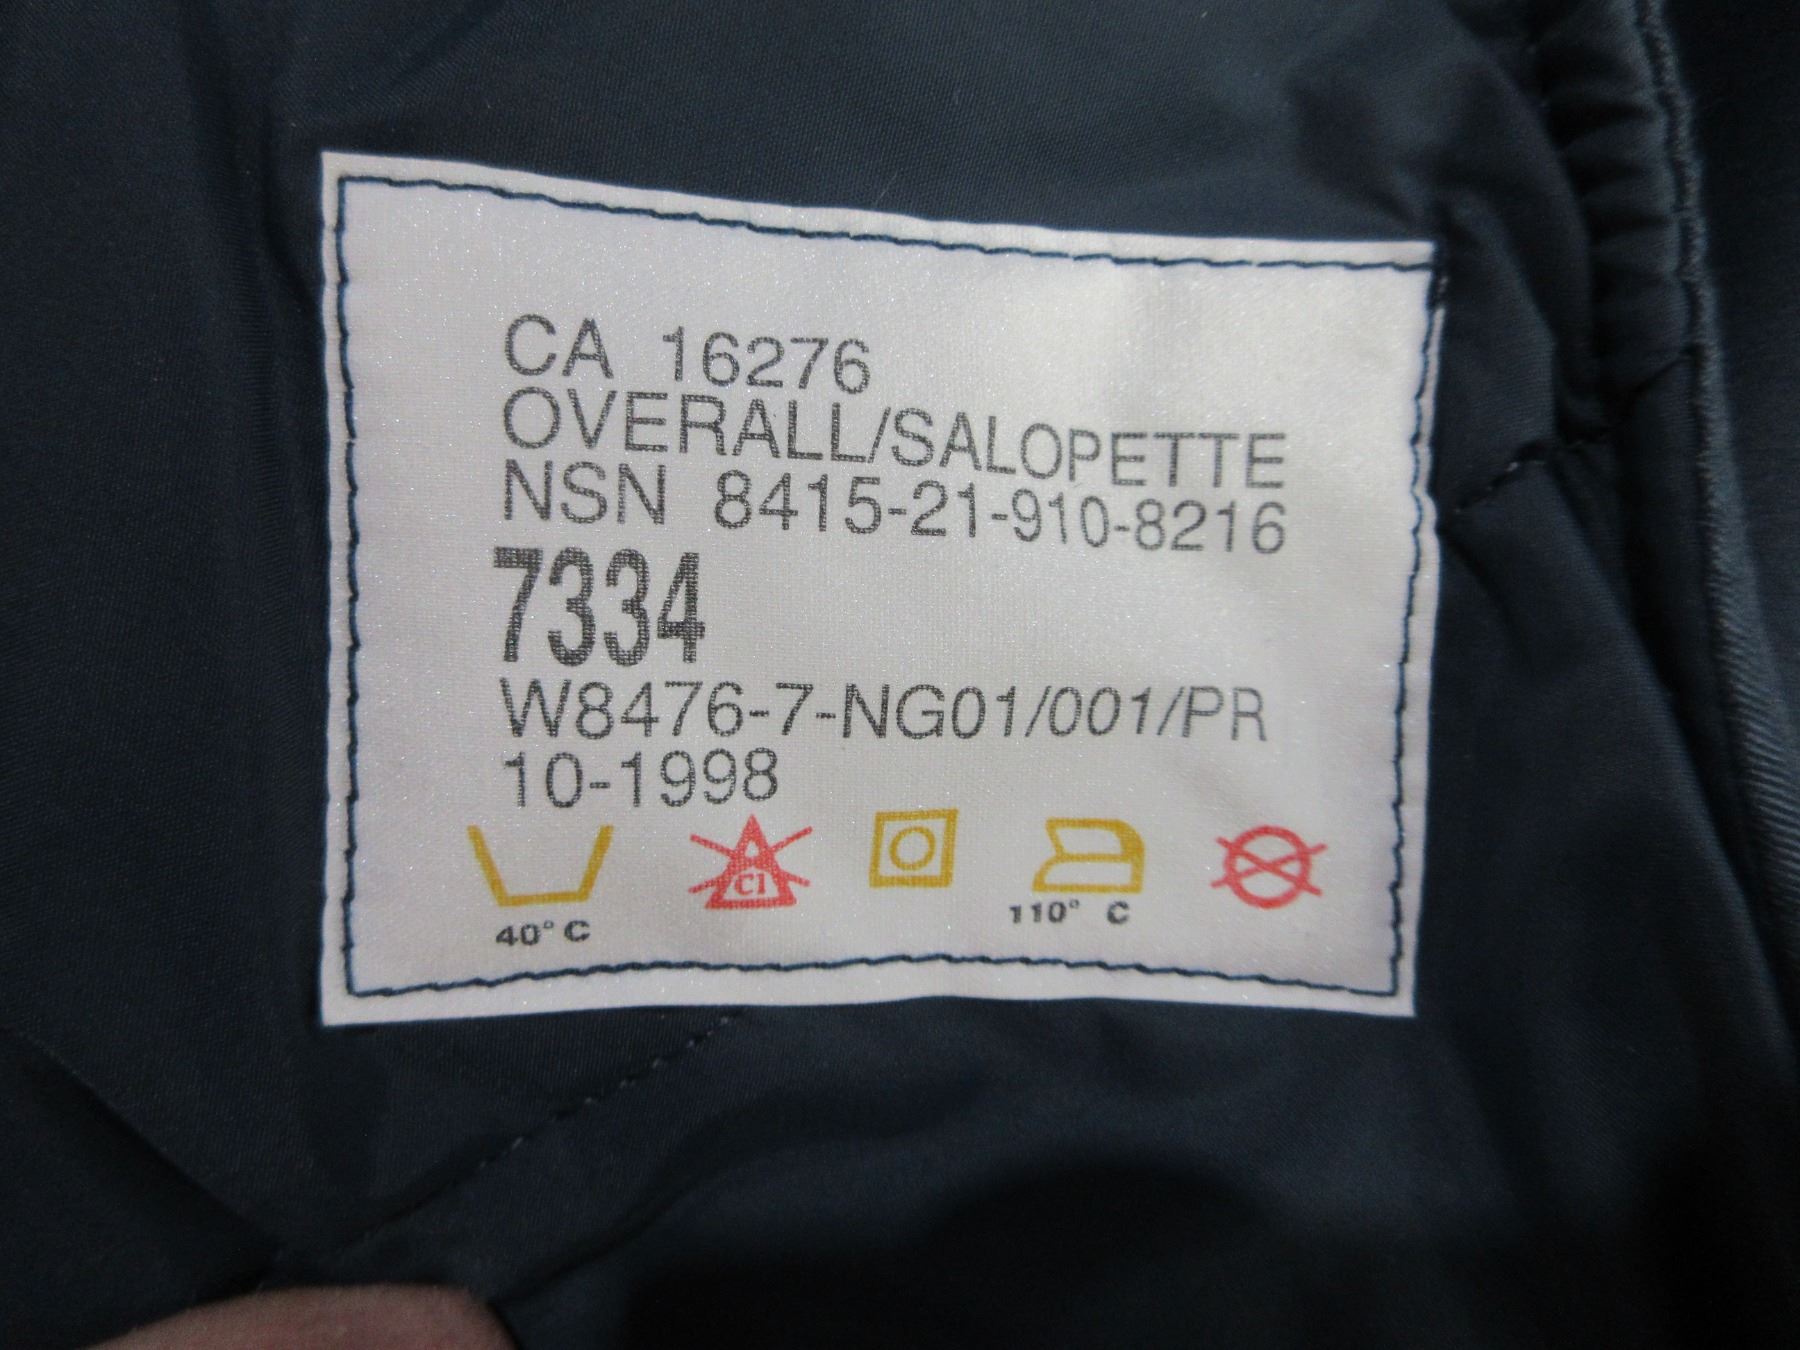 CA 16276
OVERALL/SALOPETTE
NSN 8415-21-910-8216
7334
W8476-7-NG01/001/PR
10-1998
Cl
40° C
110° C